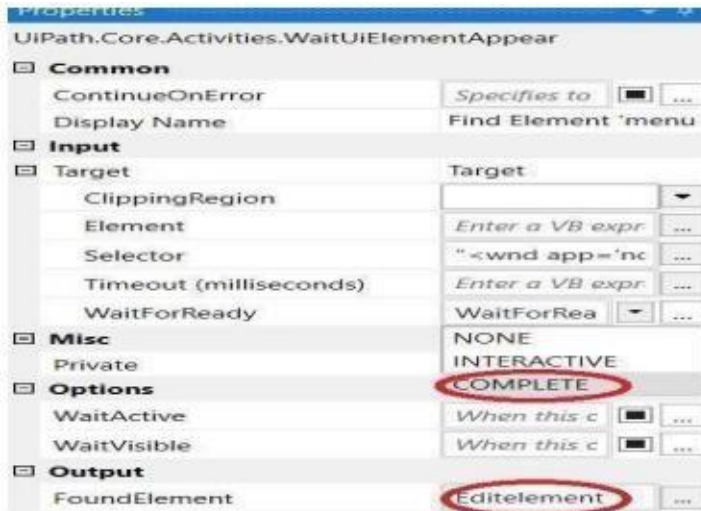 Properties
UiPath.Core.Activities.WaitUiElementAppear
Common
ContinueOnError Specifies to ...
Display Name Find Element 'menu
Input
Target Target
ClippingRegion
Element Enter a VB expr ...
Selector "<wnd app='nc ...
Timeout (milliseconds) Enter a VB expr ...
WaitForReady WaitForRea ...
Misc NONE
Private INTERACTIVE
Options COMPLETE
WaitActive When this c ...
WaitVisible When this c ...
Output
FoundElement Editelement ...